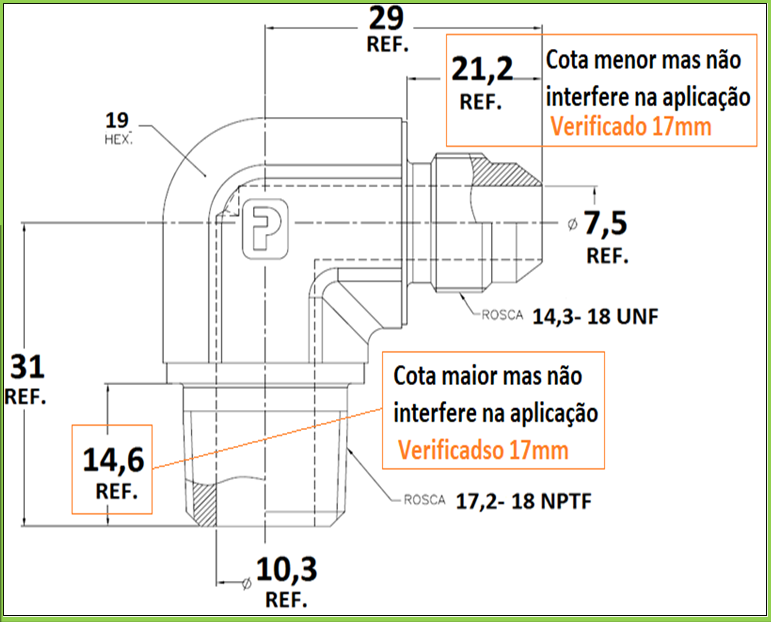 29
REF.
21,2
REF.
Cota menor mas não
interfere na aplicação
Verificado 17mm
19
HEX.
P
⌀ 7,5
REF.
ROSCA 14,3- 18 UNF
31
REF.
Cota maior mas não
interfere na aplicação
Verificadso 17mm
14,6
REF.
ROSCA 17,2- 18 NPTF
⌀ 10,3
REF.